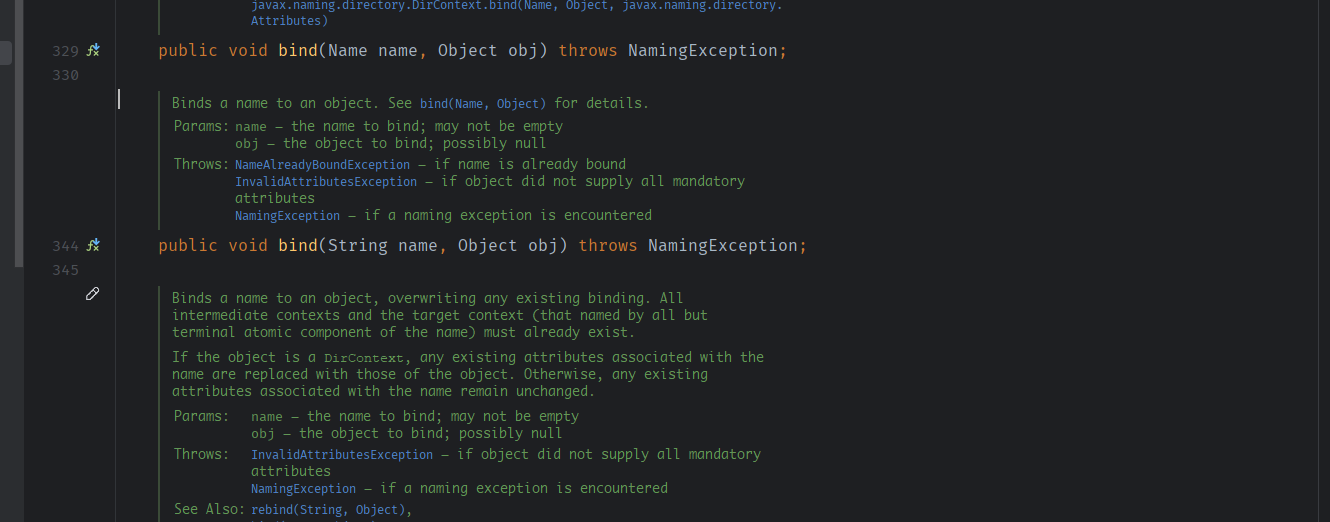 javax.naming.directory.DirContext.bind(Name, Object, javax.naming.directory.
Attributes)
329 public void bind(Name name, Object obj) throws NamingException;
330
Binds a name to an object. See bind(Name, Object) for details.
Params: name – the name to bind; may not be empty
obj – the object to bind; possibly null
Throws: NameAlreadyBoundException – if name is already bound
InvalidAttributesException – if object did not supply all mandatory
attributes
NamingException – if a naming exception is encountered
344 public void bind(String name, Object obj) throws NamingException;
345
Binds a name to an object, overwriting any existing binding. All
intermediate contexts and the target context (that named by all but
terminal atomic component of the name) must already exist.
If the object is a DirContext, any existing attributes associated with the
name are replaced with those of the object. Otherwise, any existing
attributes associated with the name remain unchanged.
Params: name – the name to bind; may not be empty
obj – the object to bind; possibly null
Throws: InvalidAttributesException – if object did not supply all mandatory
attributes
NamingException – if a naming exception is encountered
See Also: rebind(String, Object),